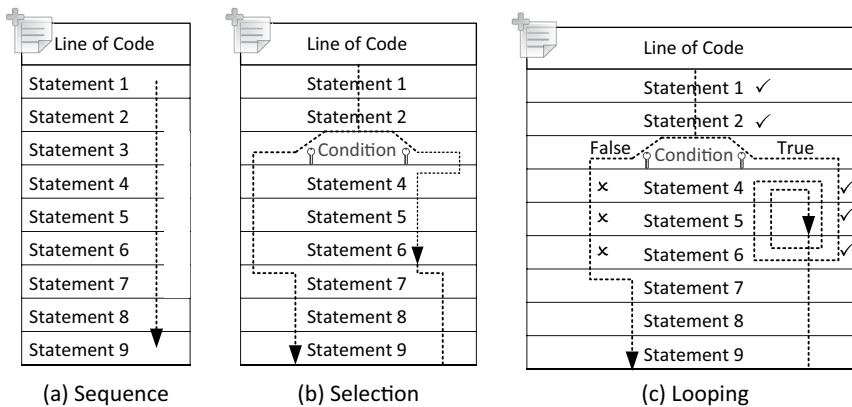 Line of Code
Statement 1
Statement 2
Statement 3
Statement 4
Statement 5
Statement 6
Statement 7
Statement 8
Statement 9
(a) Sequence
Line of Code
Statement 1
Statement 2
Condition
Statement 4
Statement 5
Statement 6
Statement 7
Statement 8
Statement 9
(b) Selection
Line of Code
Statement 1 ✓
Statement 2 ✓
False Condition True
✗ Statement 4 ✓
✗ Statement 5 ✓
✗ Statement 6 ✓
Statement 7
Statement 8
Statement 9
(c) Looping